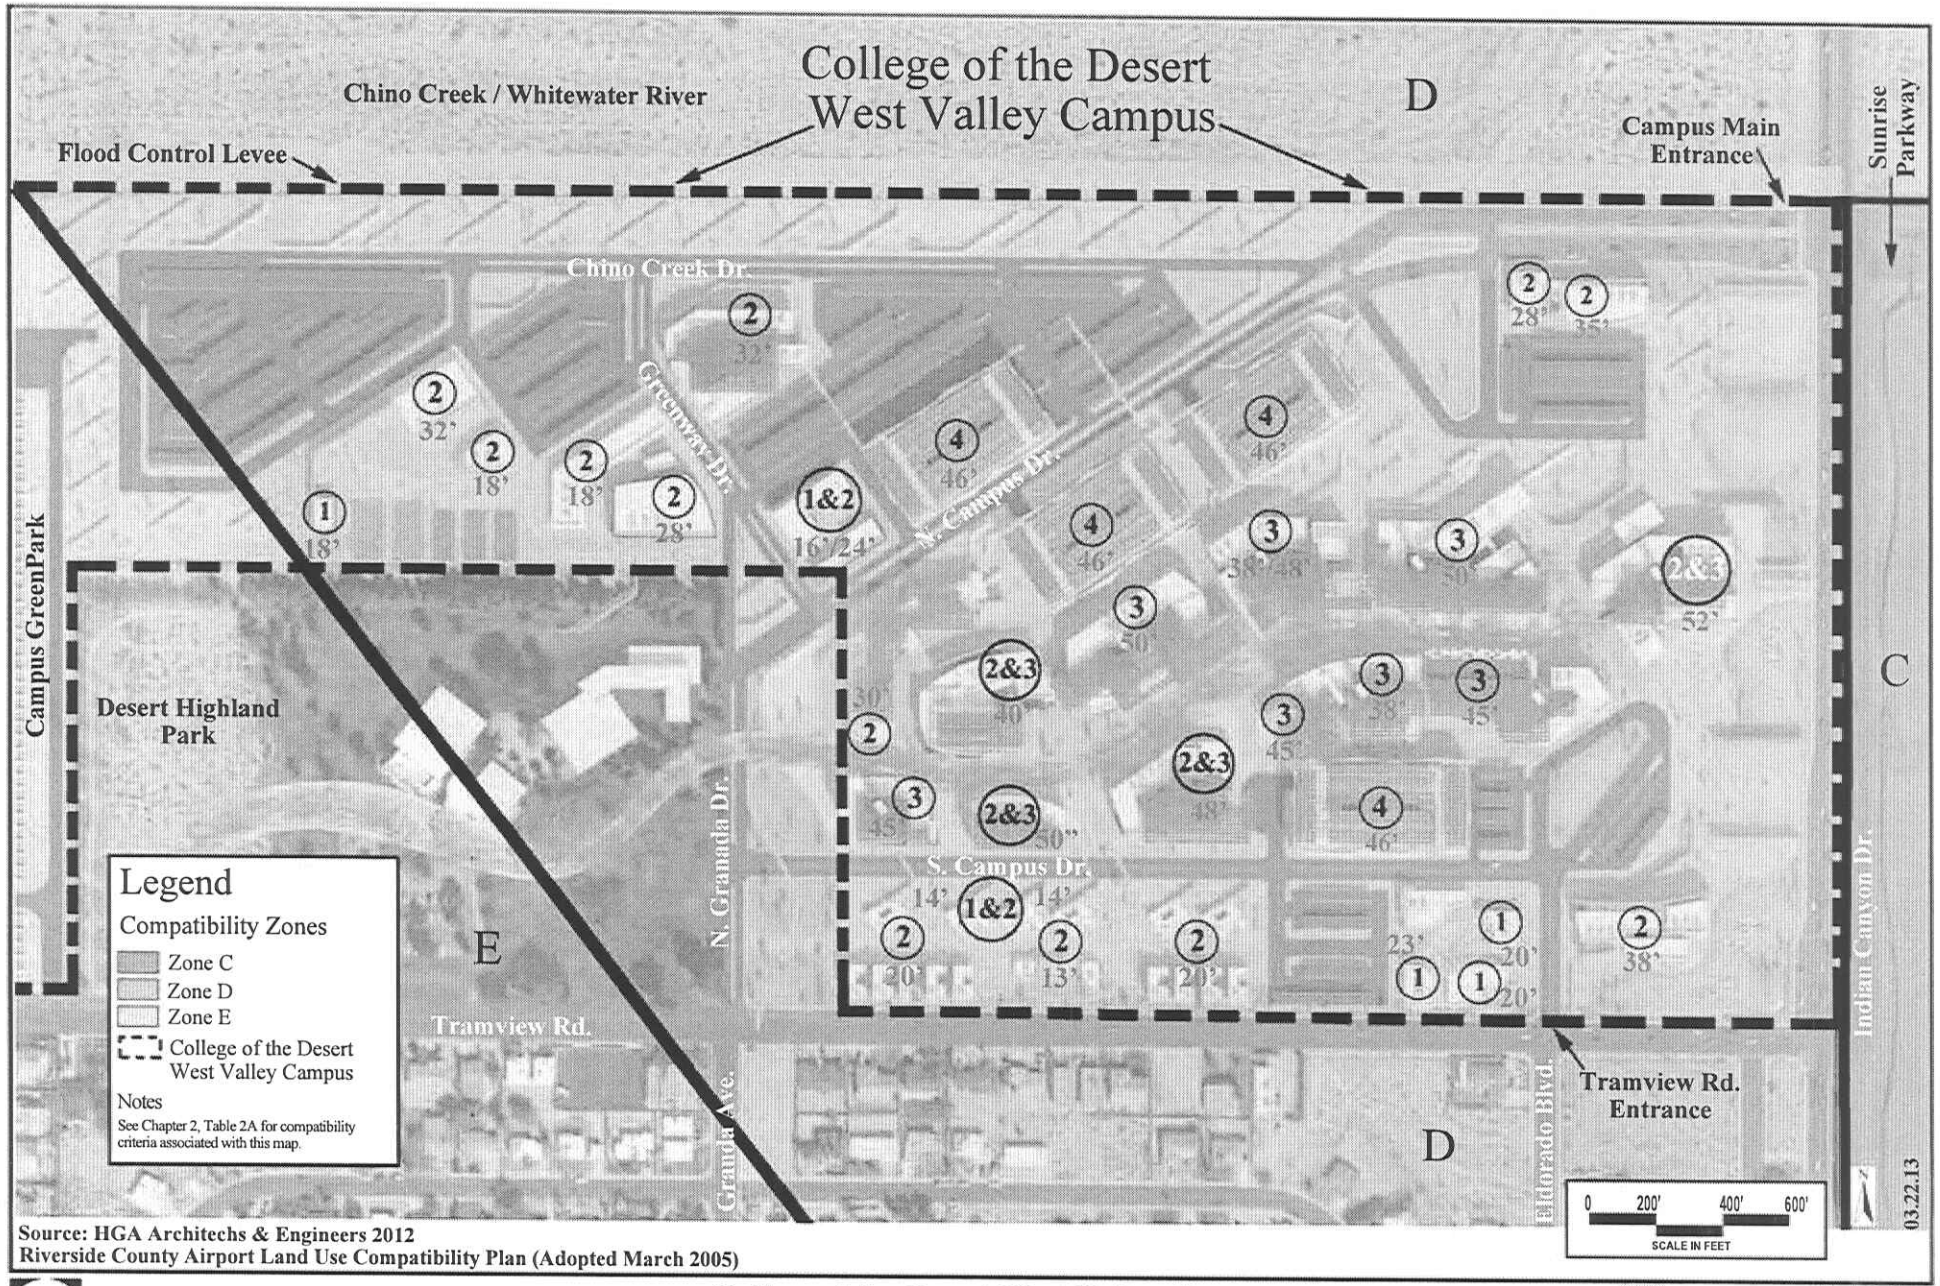 College of the Desert
West Valley Campus
D
Chino Creek / Whitewater River
Flood Control Levee
Campus Main
Entrance
Sunrise
Parkway
Chino Creek Dr.
2
28'
2
35'
2
32'
2
32'
Greenway Dr.
4
46'
4
46'
2
18'
2
18'
2
28'
1
18'
1&2
16'/24'
N. Campus Dr.
4
46'
3
38'/48'
3
50'
2&3
52'
3
50'
Campus GreenPark
Desert Highland
Park
2&3
40"
30'
2
3
38'
3
45'
3
45'
C
2&3
48'
3
45'
2&3
50"
4
46'
N. Granada Dr.
S. Campus Dr.
14'
1&2
14'
2
20'
2
13'
2
20'
1
20'
23'
1
1
20'
2
38'
Indian Canyon Dr.
E
Legend
Compatibility Zones
Zone C
Zone D
Zone E
College of the Desert
West Valley Campus
Notes
See Chapter 2, Table 2A for compatibility
criteria associated with this map.
Tramview Rd.
Granada Ave.
Eldorado Blvd.
Tramview Rd.
Entrance
D
0 200' 400' 600'
SCALE IN FEET
03.22.13
Source: HGA Architechs & Engineers 2012
Riverside County Airport Land Use Compatibility Plan (Adopted March 2005)